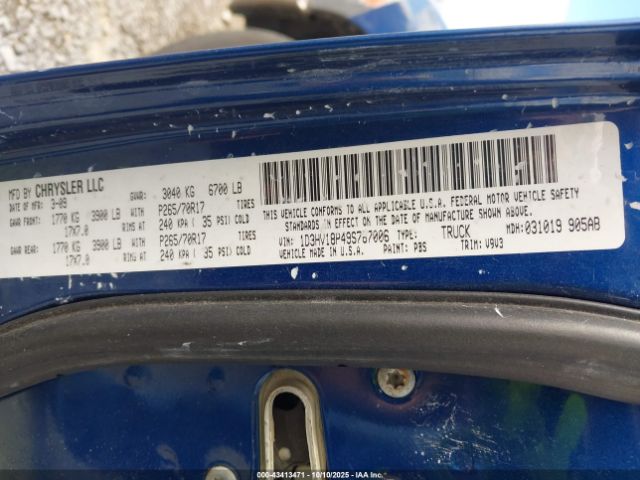 MFD BY CHRYSLER LLC
DATE OF MFR: 3-09 GVWR: 3040 KG 6700 LB
GAWR FRONT: 1770 KG 3900 LB WITH P265/70R17 TIRES
17X7.0 RIMS AT 240 KPA ( 35 PSI) COLD
GAWR REAR: 1770 KG 3900 LB WITH P265/70R17 TIRES
17X7.0 RIMS AT 240 KPA ( 35 PSI) COLD
THIS VEHICLE CONFORMS TO ALL APPLICABLE U.S.A. FEDERAL MOTOR VEHICLE SAFETY
STANDARDS IN EFFECT ON THE DATE OF MANUFACTURE SHOWN ABOVE.
VIN: TYPE: TRUCK MDH: 031019 905AB
VEHICLE MADE IN U.S.A. PAINT: PBS TRIM: V9V3
000-43413471 - 10/10/2025 - IAAI.com